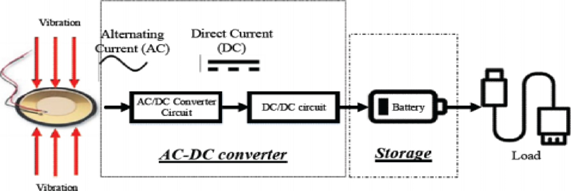 Vibration
Alternating
Current (AC)
Direct Current
(DC)
AC/DC Converter
Circuit
DC/DC circuit
Battery
AC-DC converter
Storage
Load
Vibration